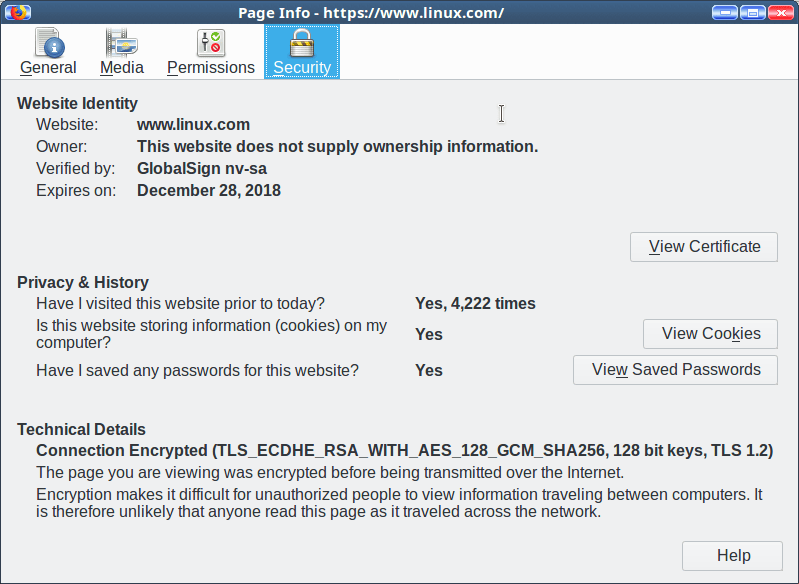 Page Info - https://www.linux.com/
General Media Permissions Security
Website Identity
Website: www.linux.com
Owner: This website does not supply ownership information.
Verified by: GlobalSign nv-sa
Expires on: December 28, 2018
View Certificate
Privacy & History
Have I visited this website prior to today? Yes, 4,222 times
Is this website storing information (cookies) on my
computer? Yes View Cookies
Have I saved any passwords for this website? Yes View Saved Passwords
Technical Details
Connection Encrypted (TLS_ECDHE_RSA_WITH_AES_128_GCM_SHA256, 128 bit keys, TLS 1.2)
The page you are viewing was encrypted before being transmitted over the Internet.
Encryption makes it difficult for unauthorized people to view information traveling between computers. It
is therefore unlikely that anyone read this page as it traveled across the network.
Help